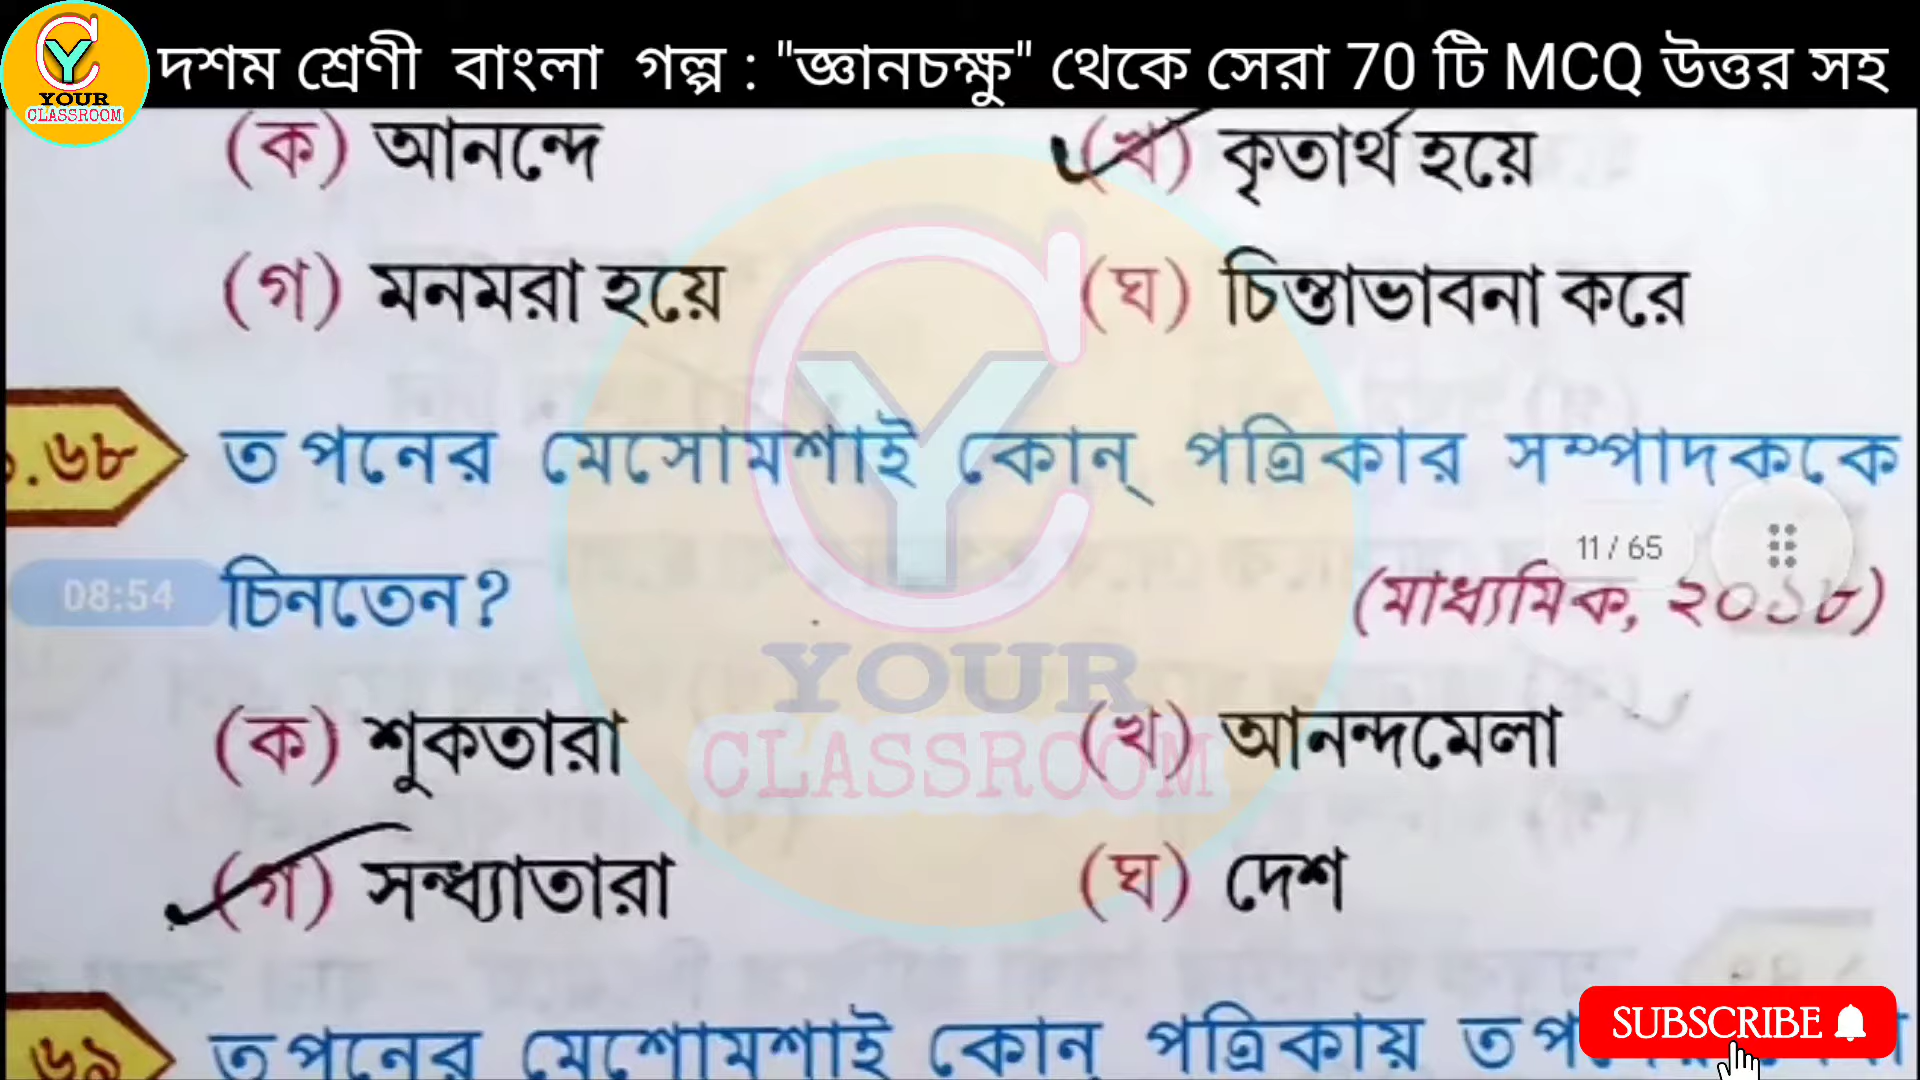 YOUR
CLASSROOM
দশম শ্রেণী বাংলা গল্প : "জ্ঞানচক্ষু" থেকে সেরা 70 টি MCQ উত্তর সহ
(ক) আনন্দে (খ) কৃতার্থ হয়ে
(গ) মনমরা হয়ে (ঘ) চিন্তাভাবনা করে
.৬৮ তপনের মেসোমশাই কোন্ পত্রিকার সম্পাদককে
11 / 65
08:54 চিনতেন? (মাধ্যমিক, ২০১৮)
YOUR
CLASSROOM
(ক) শুকতারা (খ) আনন্দমেলা
(গ) সন্ধ্যাতারা (ঘ) দেশ
৬৯ তপনের মেশোমশাই কোন্ পত্রিকায়
SUBSCRIBE